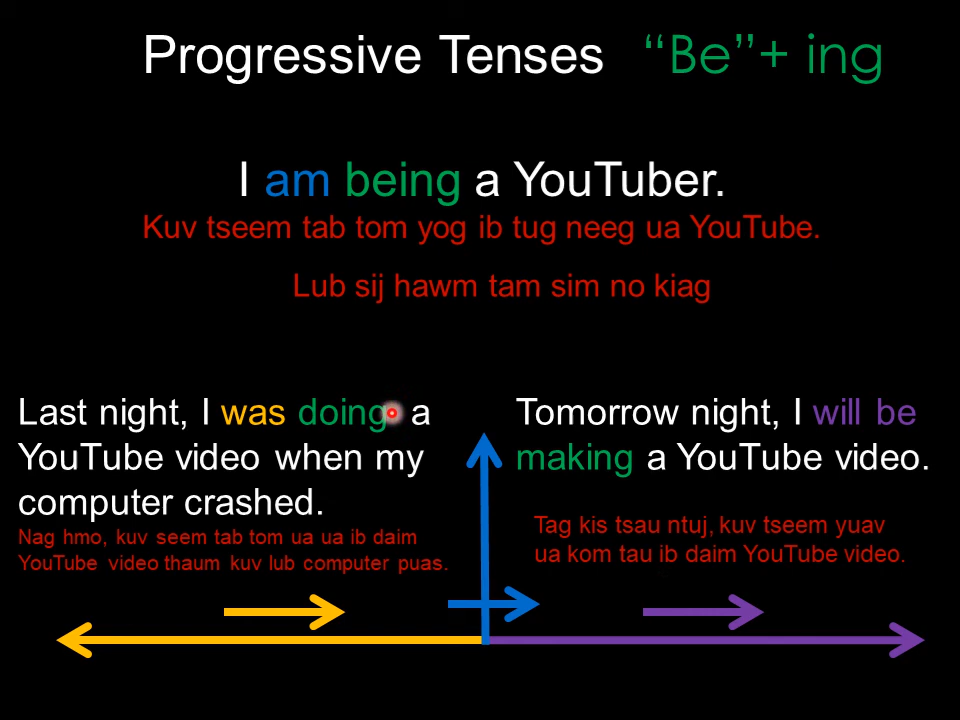 Progressive Tenses “Be”+ ing
I am being a YouTuber.
Kuv tseem tab tom yog ib tug neeg ua YouTube.
Lub sij hawm tam sim no kiag
Last night, I was doing a
YouTube video when my
computer crashed.
Nag hmo, kuv seem tab tom ua ua ib daim
YouTube video thaum kuv lub computer puas.
Tomorrow night, I will be
making a YouTube video.
Tag kis tsau ntuj, kuv tseem yuav
ua kom tau ib daim YouTube video.